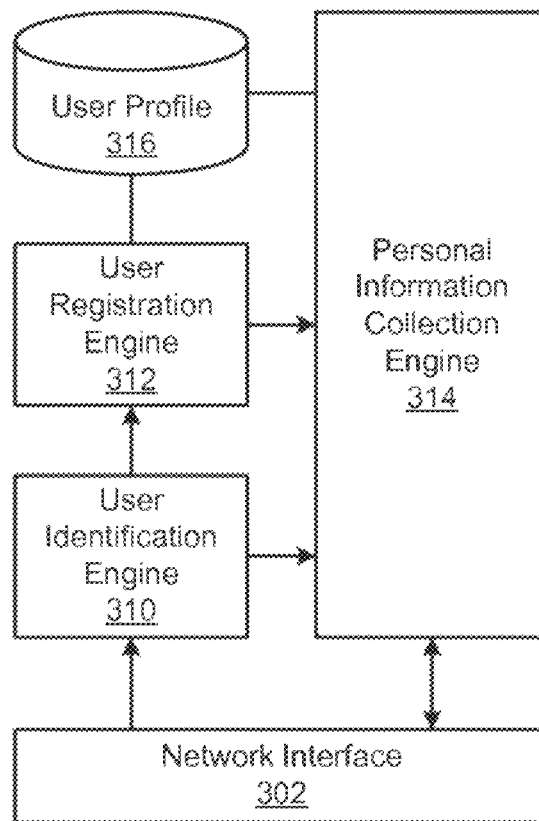 User Profile
316
User
Registration
Engine
312
Personal
Information
Collection
Engine
314
User
Identification
Engine
310
Network Interface
302